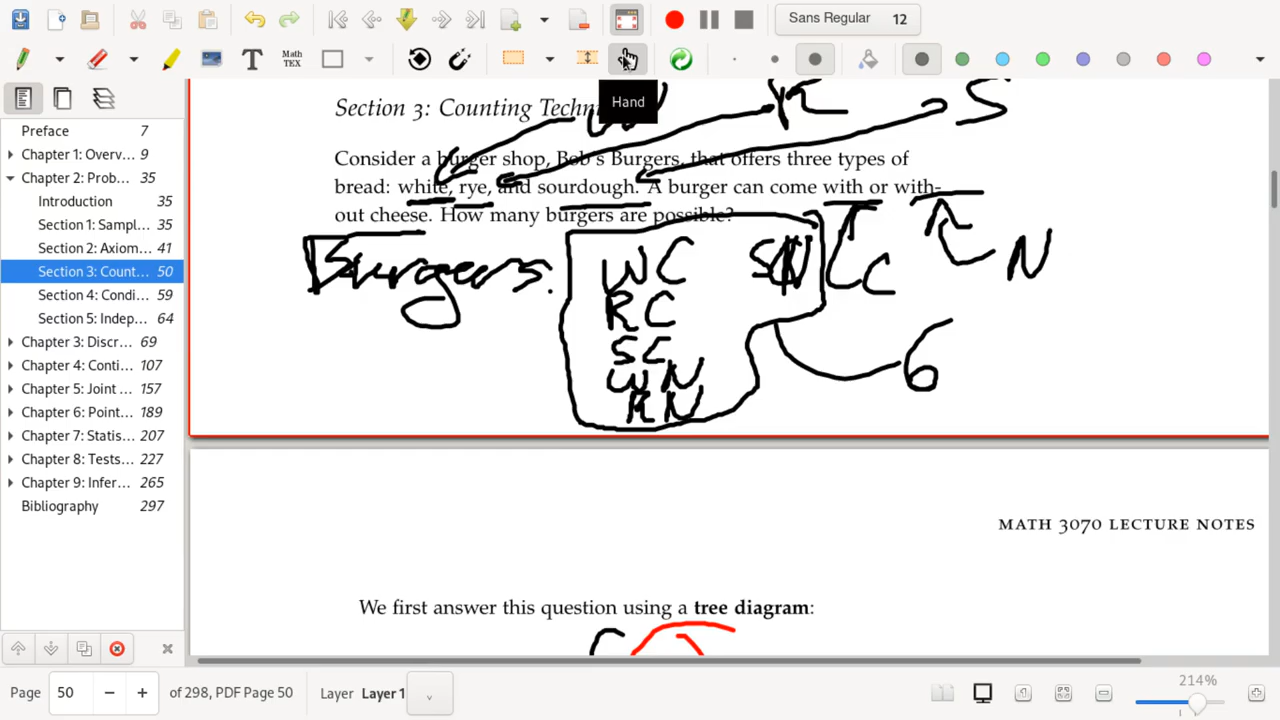 Sans Regular 12
Math TEX
Hand
Preface 7
Chapter 1: Overv... 9
Chapter 2: Prob... 35
Introduction 35
Section 1: Sampl... 35
Section 2: Axiom... 41
Section 3: Count... 50
Section 4: Condi... 59
Section 5: Indep... 64
Chapter 3: Discr... 69
Chapter 4: Conti... 107
Chapter 5: Joint ... 157
Chapter 6: Point... 189
Chapter 7: Statis... 207
Chapter 8: Tests... 227
Chapter 9: Infer... 265
Bibliography 297
W R S
Section 3: Counting Techn
Consider a burger shop, Bob's Burgers, that offers three types of
bread: white, rye, and sourdough. A burger can come with or with-
out cheese. How many burgers are possible?
Burgers: WC SN C N
RC
SC 6
WN
RN
MATH 3070 LECTURE NOTES
We first answer this question using a tree diagram:
Page 50 of 298, PDF Page 50 Layer Layer 1 214%